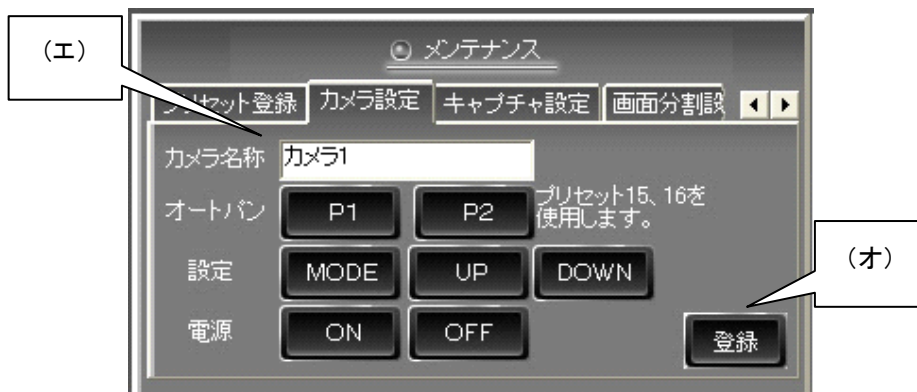 (エ)
メンテナンス
プリセット登録 カメラ設定 キャプチャ設定 画面分割設
カメラ名称 カメラ1
オートパン P1 P2 プリセット15、16を
使用します。
(オ)
設定 MODE UP DOWN
電源 ON OFF
登録